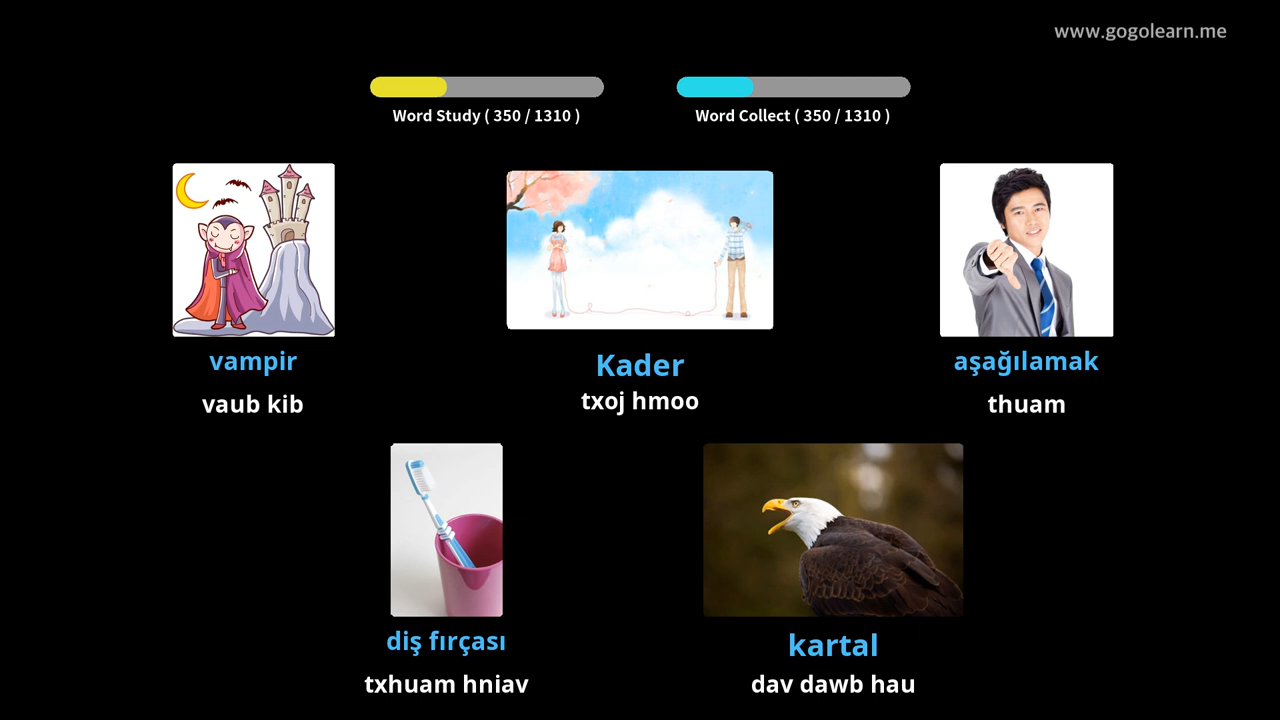 www.gogolearn.me
Word Study ( 350 / 1310 )
Word Collect ( 350 / 1310 )
vampir
vaub kib
Kader
txoj hmoo
aşağılamak
thuam
diş fırçası
txhuam hniav
kartal
dav dawb hau